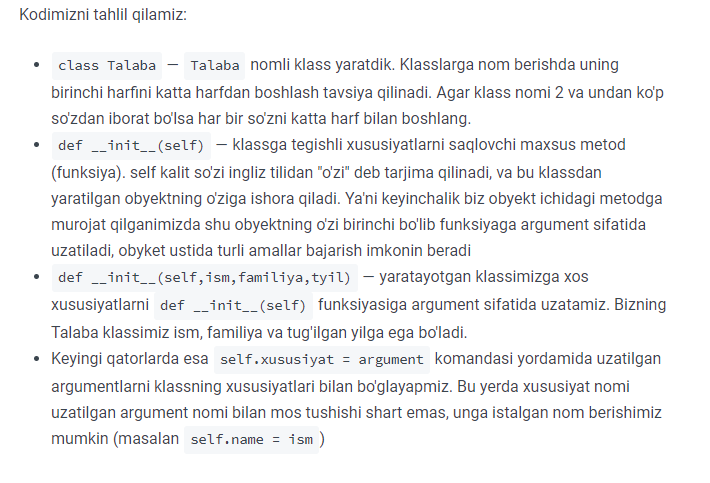 Kodimizni tahlil qilamiz:
• class Talaba — Talaba nomli klass yaratdik. Klasslarga nom berishda uning
birinchi harfini katta harfdan boshlash tavsiya qilinadi. Agar klass nomi 2 va undan ko'p
so'zdan iborat bo'lsa har bir so'zni katta harf bilan boshlang.
• def __init__(self) — klassga tegishli xususiyatlarni saqlovchi maxsus metod
(funksiya). self kalit so'zi ingliz tilidan "o'zi" deb tarjima qilinadi, va bu klassdan
yaratilgan obyektning o'ziga ishora qiladi. Ya'ni keyinchalik biz obyekt ichidagi metodga
murojat qilganimizda shu obyektning o'zi birinchi bo'lib funksiyaga argument sifatida
uzatiladi, obyket ustida turli amallar bajarish imkonin beradi
• def __init__(self,ism,familiya,tyil) — yaratayotgan klassimizga xos
xususiyatlarni def __init__(self) funksiyasiga argument sifatida uzatamiz. Bizning
Talaba klassimiz ism, familiya va tug'ilgan yilga ega bo'ladi.
• Keyingi qatorlarda esa self.xususiyat = argument komandasi yordamida uzatilgan
argumentlarni klassning xususiyatlari bilan bo'glayapmiz. Bu yerda xususiyat nomi
uzatilgan argument nomi bilan mos tushishi shart emas, unga istalgan nom berishimiz
mumkin (masalan self.name = ism)